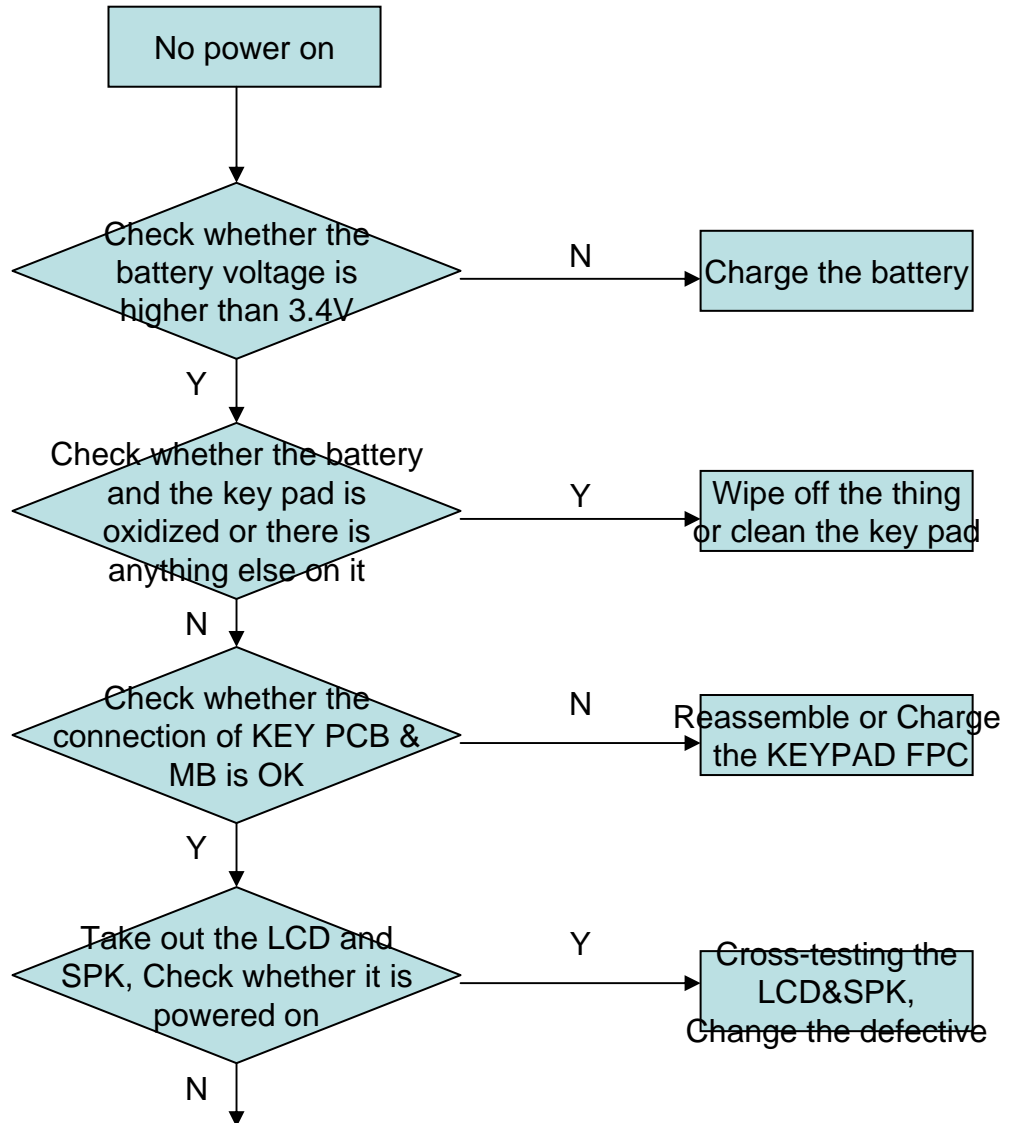 No power on
Check whether the
battery voltage is
higher than 3.4V
N
Charge the battery
Y
Check whether the battery
and the key pad is
oxidized or there is
anything else on it
Y
Wipe off the thing
or clean the key pad
N
Check whether the
connection of KEY PCB &
MB is OK
N
Reassemble or Charge
the KEYPAD FPC
Y
Take out the LCD and
SPK, Check whether it is
powered on
Y
Cross-testing the
LCD&SPK,
Change the defective
N